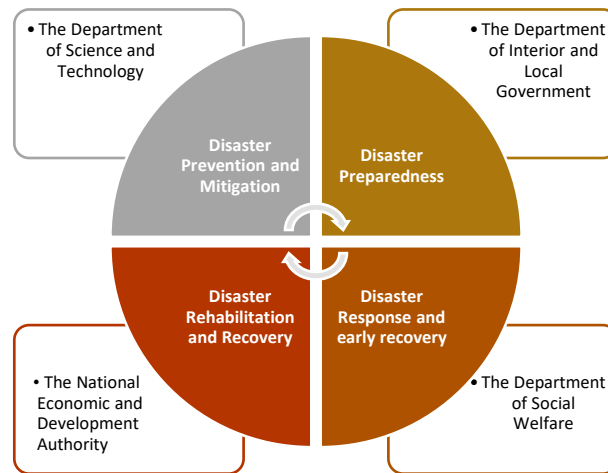 • The Department
of Science and
Technology
• The Department
of Interior and
Local
Government
Disaster
Prevention and
Mitigation
Disaster
Preparedness
Disaster
Rehabilitation
and Recovery
Disaster
Response and
early recovery
• The National
Economic and
Development
Authority
• The Department
of Social
Welfare